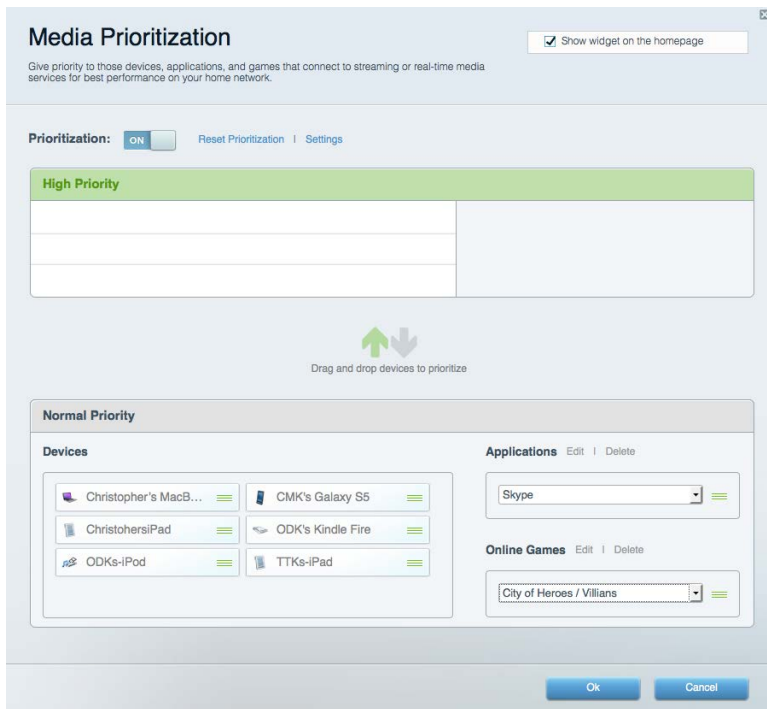 Media Prioritization
Show widget on the homepage
Give priority to those devices, applications, and games that connect to streaming or real-time media
services for best performance on your home network.
Prioritization: ON Reset Prioritization | Settings
High Priority
Drag and drop devices to prioritize
Normal Priority
Devices
Christopher's MacB... CMK's Galaxy S5
ChristohersiPad ODK's Kindle Fire
ODKs-iPod TTKs-iPad
Applications Edit | Delete
Skype
Online Games Edit | Delete
City of Heroes / Villians
Ok Cancel